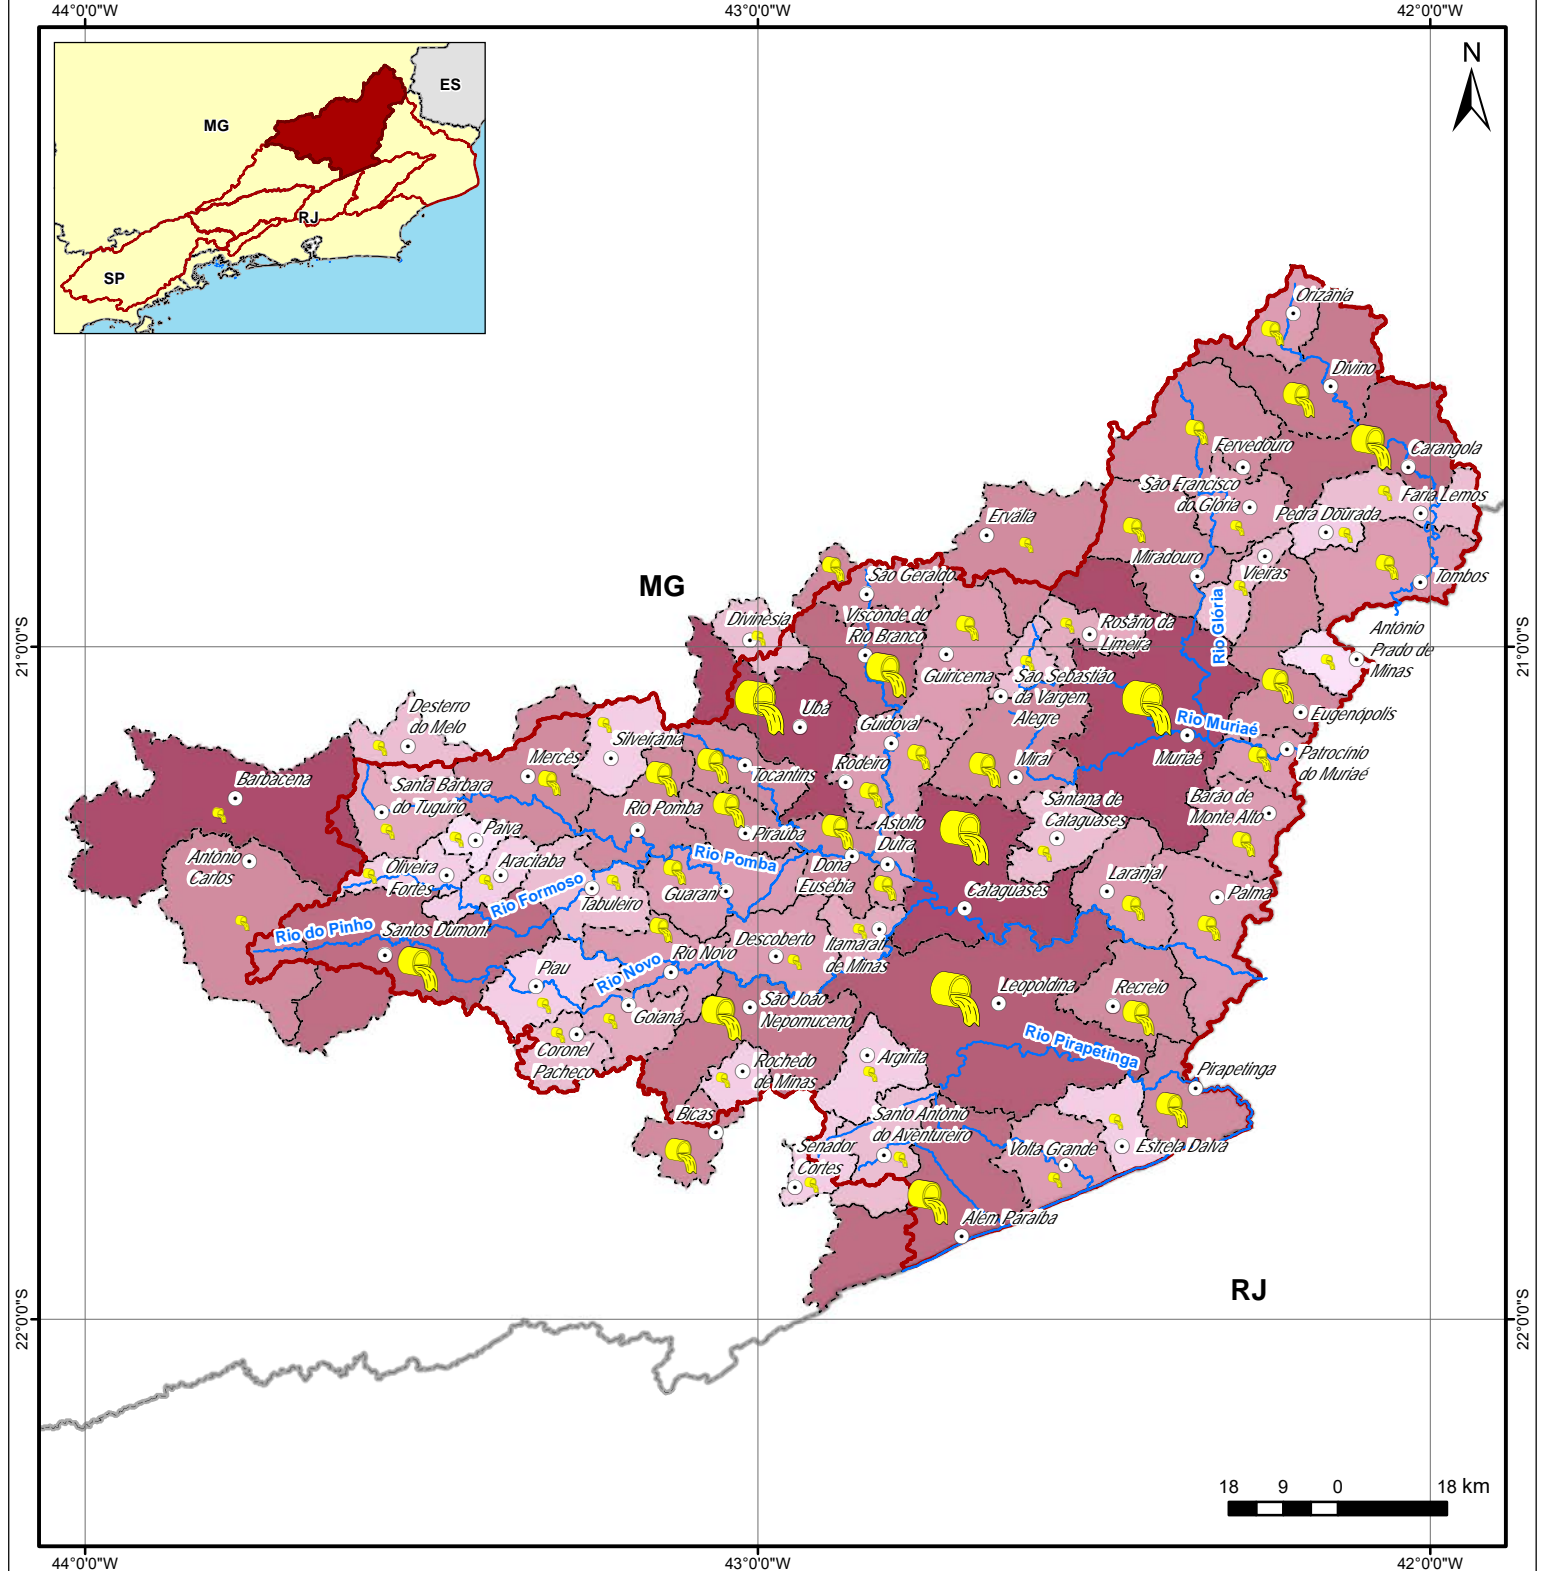 44°0'0"W
43°0'0"W
42°0'0"W
ES
MG
RJ
SP
N
Orizânia
Divino
Fervedouro
Carangola
São Francisco
do Glória
Faria Lemos
Pedra Dourada
Ervália
Miradouro
Vieiras
Tombos
MG
São Geraldo
Divinésia
Visconde do
Rio Branco
Rosário da
Limeira
Rio Glória
Antônio
Prado de
Minas
21°0'0"S
21°0'0"S
Guiricema
São Sebastião
da Vargem
Alegre
Desterro
do Melo
Ubá
Guidoval
Rio Muriaé
Eugenópolis
Silveirânia
Muriaé
Patrocínio
do Muriaé
Mercês
Tocantins
Rodeiro
Miraí
Barbacena
Santa Bárbara
do Tugúrio
Rio Pomba
Santana de
Cataguases
Barão de
Monte Alto
Paiva
Piraúba
Astolfo
Dutra
Antônio
Carlos
Oliveira
Fortes
Aracitaba
Rio Pomba
Dona
Euzébia
Rio Formoso
Tabuleiro
Guarani
Cataguases
Laranjal
Palma
Rio do Pinho
Santos Dumont
Descoberto
Itamarati
de Minas
Rio Novo
Piau
Rio Novo
Leopoldina
Recreio
Goianá
São João
Nepomuceno
Coronel
Pacheco
Rochedo
de Minas
Argirita
Rio Pirapetinga
Pirapetinga
Bicas
Santo Antônio
do Aventureiro
Senador
Cortes
Volta Grande
Estrela Dalva
Além Paraíba
RJ
22°0'0"S
22°0'0"S
18 9 0 18 km
44°0'0"W
43°0'0"W
42°0'0"W